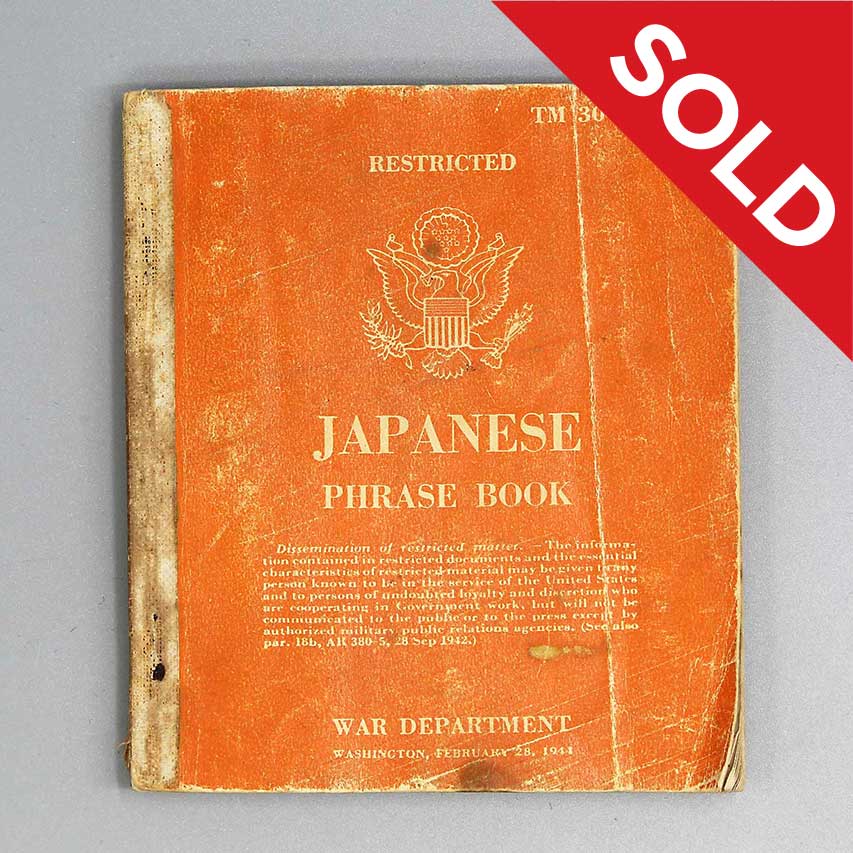 SOLD
TM 30
RESTRICTED
JAPANESE
PHRASE BOOK
Dissemination of restricted matter. — The informa-
tion contained in restricted documents and the essential
characteristics of restricted material may be given to any
person known to be in the service of the United States
and to persons of undoubted loyalty and discretion who
are cooperating in Government work, but will not be
communicated to the public or to the press except by
authorized military public relations agencies. (See also
par. 18b, AR 380-5, 28 Sep 1942.)
WAR DEPARTMENT
WASHINGTON, FEBRUARY 28, 1944